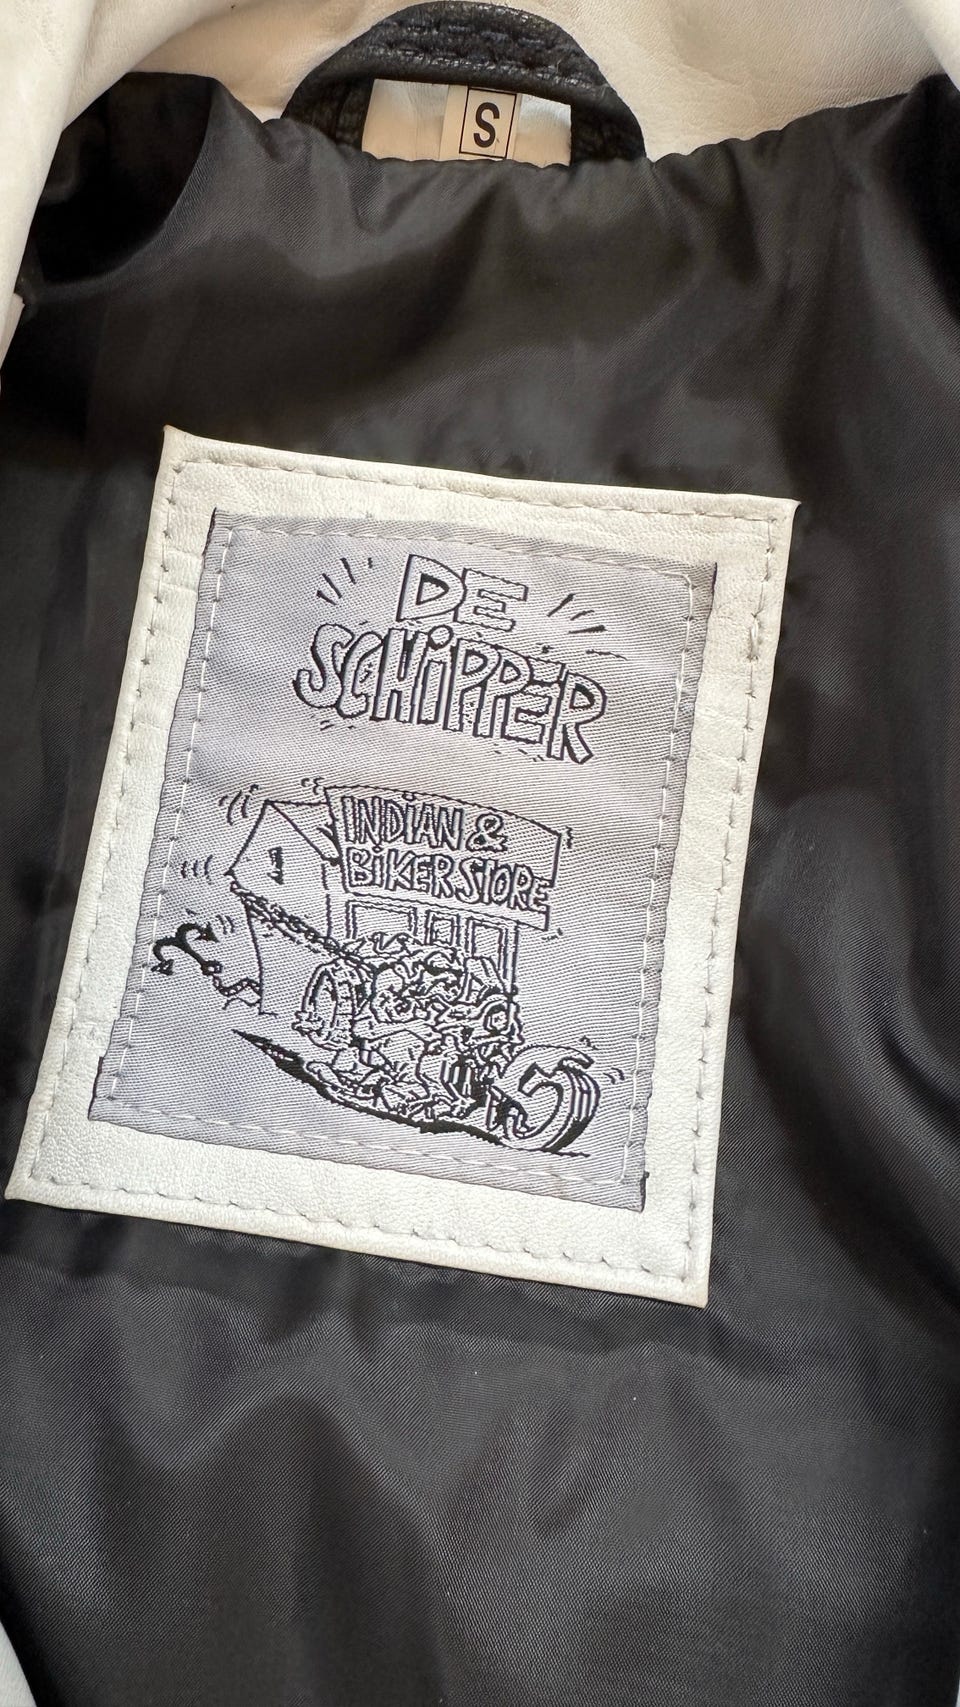 S
DE
SCHiPPER
INDiAN &
BiKER STORE